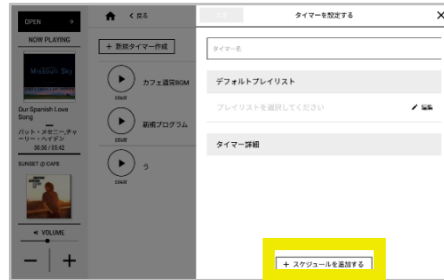 OPEN
NOW PLAYING
Missouri Sky
Our Spanish Love
Song
パット・メセニー,チャ
ーリー・ヘイデン
SUNSET @ CAFE
VOLUME
− +
< 戻る
+ 新規タイマー作成
カフェ通常BGM
新規プログラム
う
タイマーを設定する
タイマー名
デフォルトプレイリスト
プレイリストを選択してください
編集
タイマー詳細
+ スケジュールを追加する